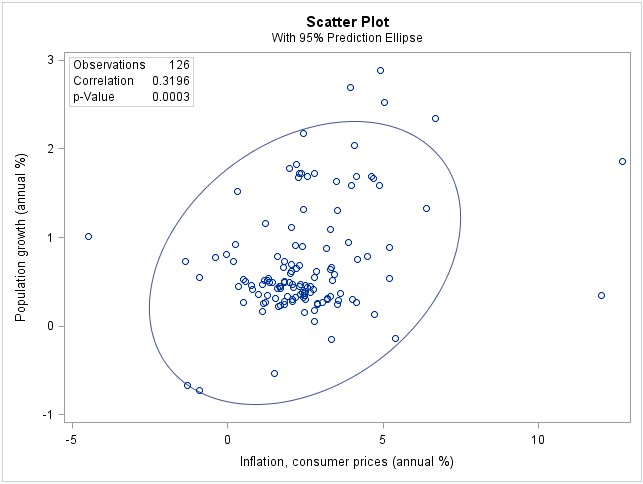 Scatter Plot
With 95% Prediction Ellipse
Observations 126
Correlation 0.3196
p-Value 0.0003
3
2
1
0
-1
Population growth (annual %)
-5 0 5 10
Inflation, consumer prices (annual %)